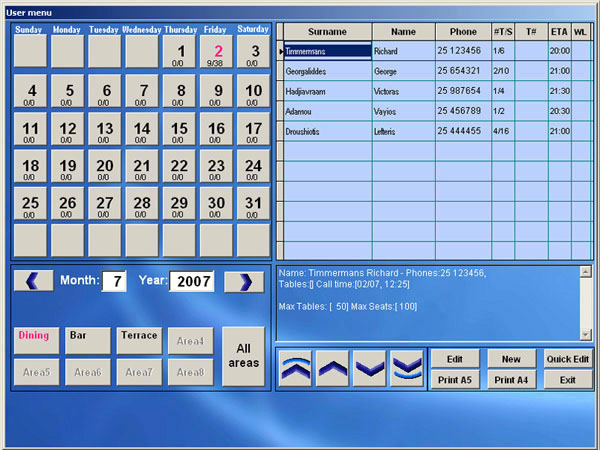 User menu
Sunday Monday Tuesday Wednesday Thursday Friday Saturday
1 2 3
0/0 9/38 0/0
4 5 6 7 8 9 10
0/0 0/0 0/0 0/0 0/0 0/0 0/0
11 12 13 14 15 16 17
0/0 0/0 0/0 0/0 0/0 0/0 0/0
18 19 20 21 22 23 24
0/0 0/0 0/0 0/0 0/0 0/0 0/0
25 26 27 28 29 30 31
0/0 0/0 0/0 0/0 0/0 0/0 0/0
Month: 7 Year: 2007
Dining Bar Terrace Area4
Area5 Area6 Area7 Area8
All
areas
Surname Name Phone #T/S T# ETA WL
Timmermans Richard 25 123456 1/6 20:00
Georgaliddes George 25 654321 2/10 21:00
Hadjiavraam Victoras 25 987654 1/4 21:30
Adamou Vayios 25 456789 1/2 20:30
Droushiotis Lefteris 25 444455 4/16 21:00
Name: Timmermans Richard - Phones:25 123456,
Tables:[] Call time:[02/07, 12:25]
Max Tables: [ 50] Max Seats:[ 100]
Edit New Quick Edit
Print A5 Print A4 Exit